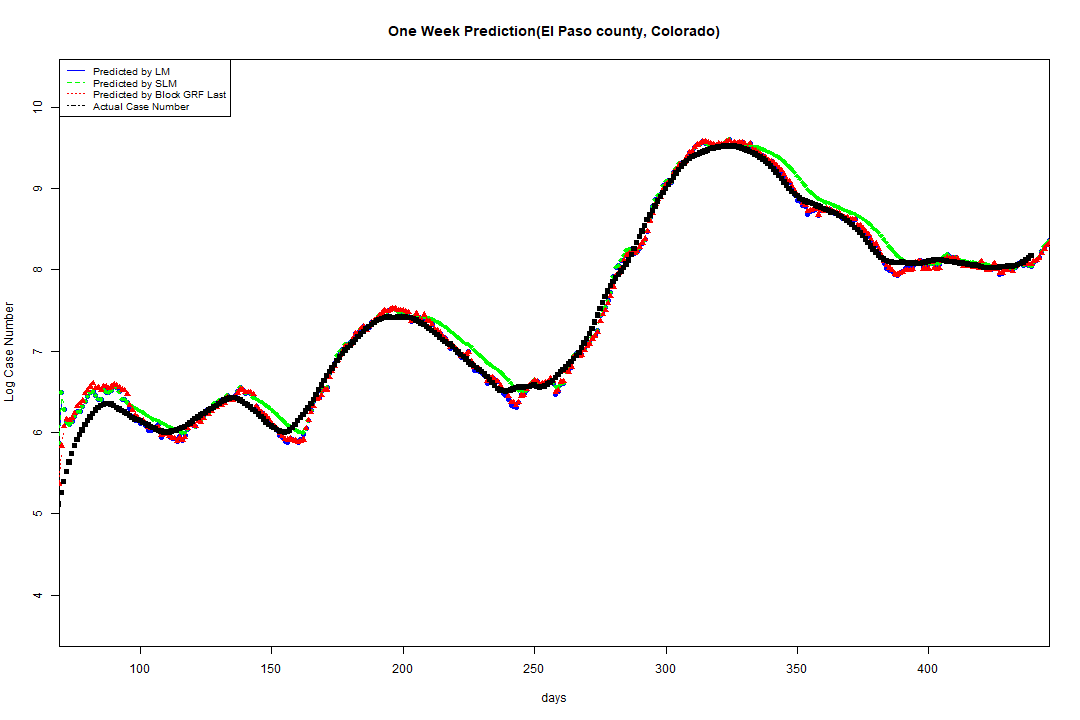 One Week Prediction(El Paso county, Colorado)
Predicted by LM
Predicted by SLM
Predicted by Block GRF Last
Actual Case Number
Log Case Number
10
9
8
7
6
5
4
100 150 200 250 300 350 400
days